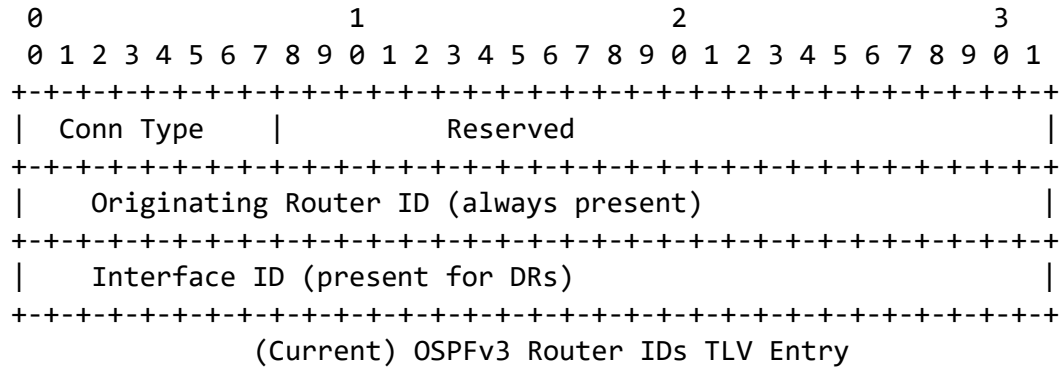 0                   1                   2                   3
 0 1 2 3 4 5 6 7 8 9 0 1 2 3 4 5 6 7 8 9 0 1 2 3 4 5 6 7 8 9 0 1
+-+-+-+-+-+-+-+-+-+-+-+-+-+-+-+-+-+-+-+-+-+-+-+-+-+-+-+-+-+-+-+-+
|  Conn Type    |          Reserved                             |
+-+-+-+-+-+-+-+-+-+-+-+-+-+-+-+-+-+-+-+-+-+-+-+-+-+-+-+-+-+-+-+-+
|    Originating Router ID (always present)                     |
+-+-+-+-+-+-+-+-+-+-+-+-+-+-+-+-+-+-+-+-+-+-+-+-+-+-+-+-+-+-+-+-+
|    Interface ID (present for DRs)                             |
+-+-+-+-+-+-+-+-+-+-+-+-+-+-+-+-+-+-+-+-+-+-+-+-+-+-+-+-+-+-+-+-+
(Current) OSPFv3 Router IDs TLV Entry